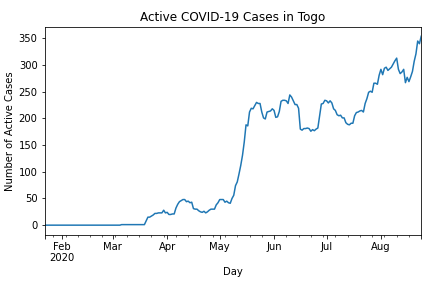 Active COVID-19 Cases in Togo
Number of Active Cases
350
300
250
200
150
100
50
0
Feb Mar Apr May Jun Jul Aug
2020
Day